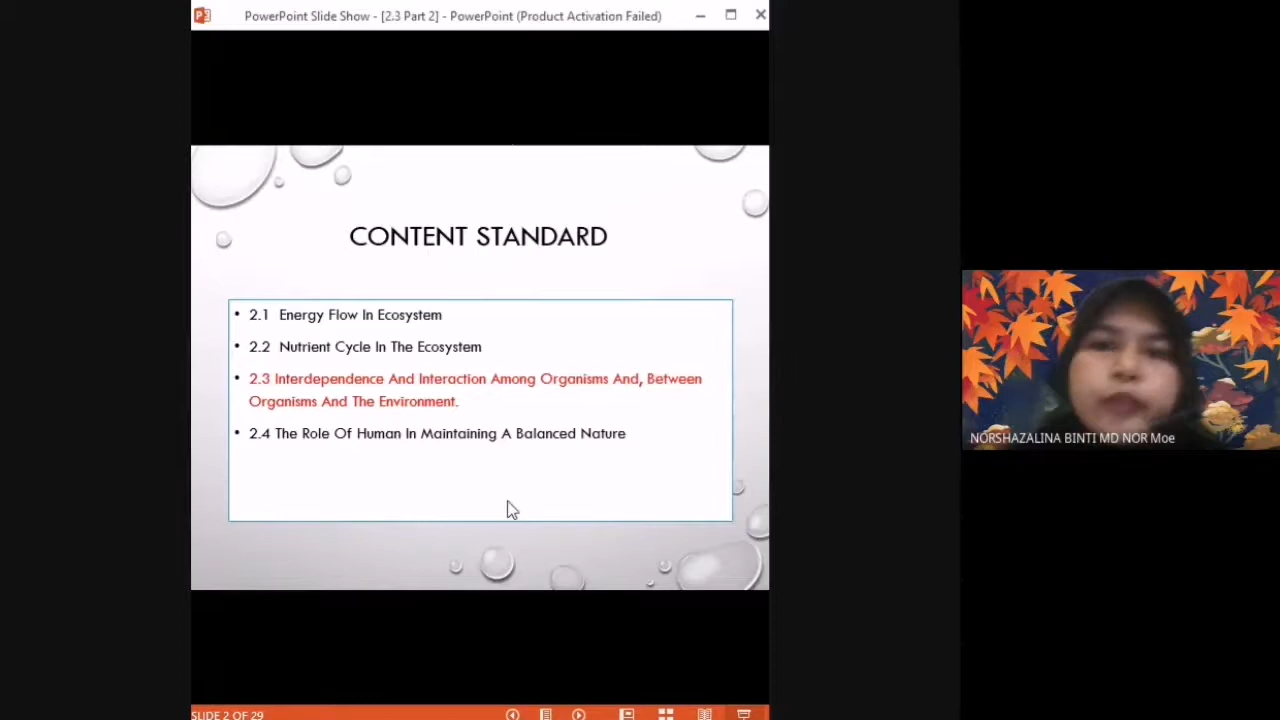 PowerPoint Slide Show - [2.3 Part 2] - PowerPoint (Product Activation Failed)
CONTENT STANDARD
• 2.1 Energy Flow In Ecosystem
• 2.2 Nutrient Cycle In The Ecosystem
• 2.3 Interdependence And Interaction Among Organisms And, Between
Organisms And The Environment.
• 2.4 The Role Of Human In Maintaining A Balanced Nature
NORSHAZALINA BINTI MD NOR Moe
SLIDE 2 OF 29